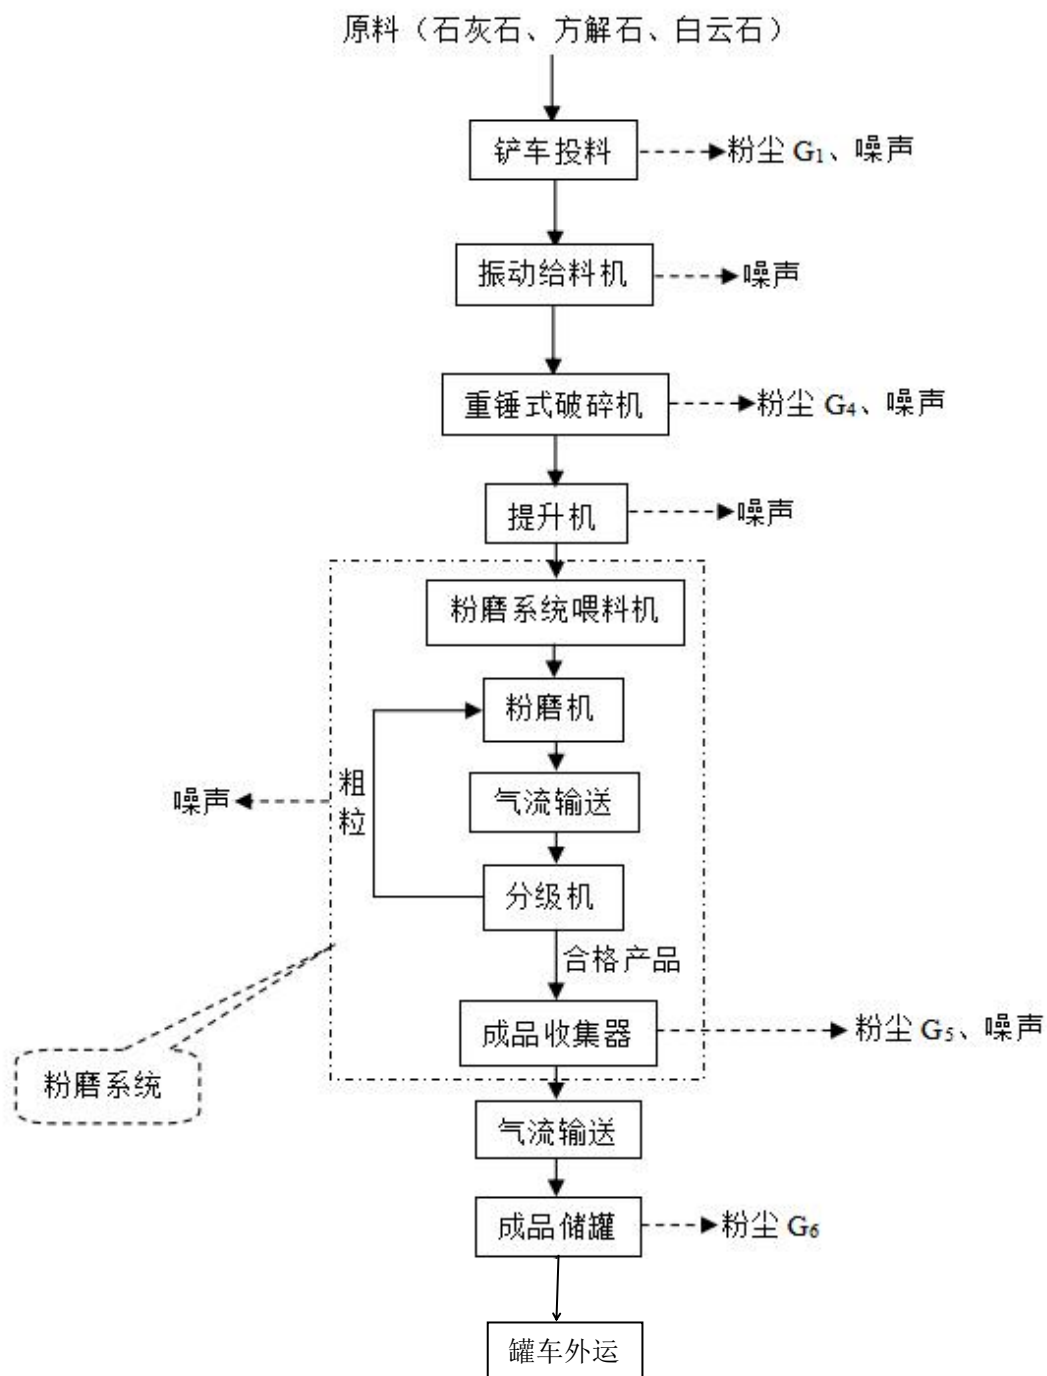 原料（石灰石、方解石、白云石）
铲车投料
粉尘 G₁、噪声
振动给料机
噪声
重锤式破碎机
粉尘 G₄、噪声
提升机
噪声
粉磨系统喂料机
粉磨机
粗粒
噪声
气流输送
分级机
合格产品
成品收集器
粉尘 G₅、噪声
粉磨系统
气流输送
成品储罐
粉尘 G₆
罐车外运